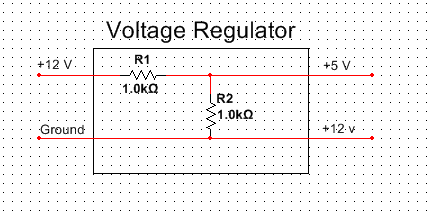 Voltage Regulator
+12 V
R1
1.0kΩ
+5 V
R2
1.0kΩ
Ground
+12 v